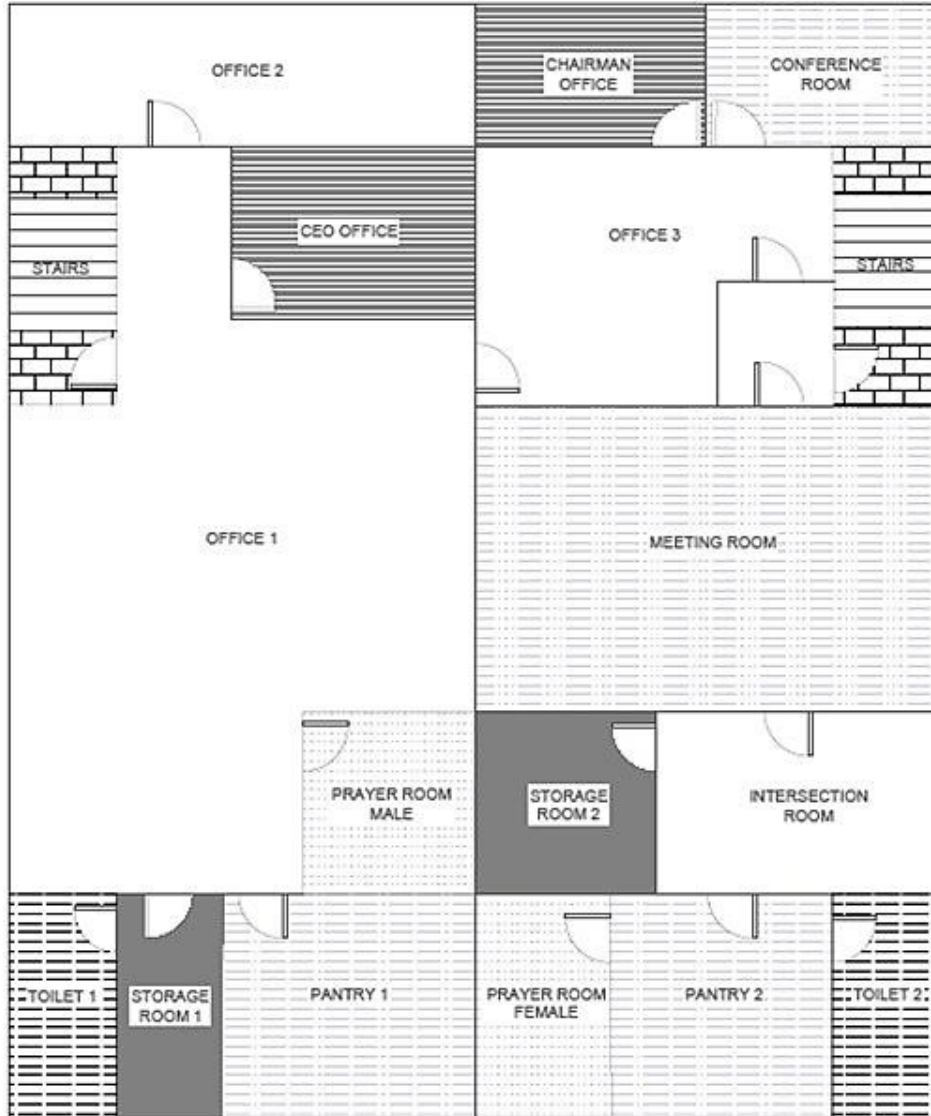 OFFICE 2
CHAIRMAN
OFFICE
CONFERENCE
ROOM
CEO OFFICE
OFFICE 3
STAIRS
STAIRS
OFFICE 1
MEETING ROOM
PRAYER ROOM
MALE
STORAGE
ROOM 2
INTERSECTION
ROOM
TOILET 1
STORAGE
ROOM 1
PANTRY 1
PRAYER ROOM
FEMALE
PANTRY 2
TOILET 2